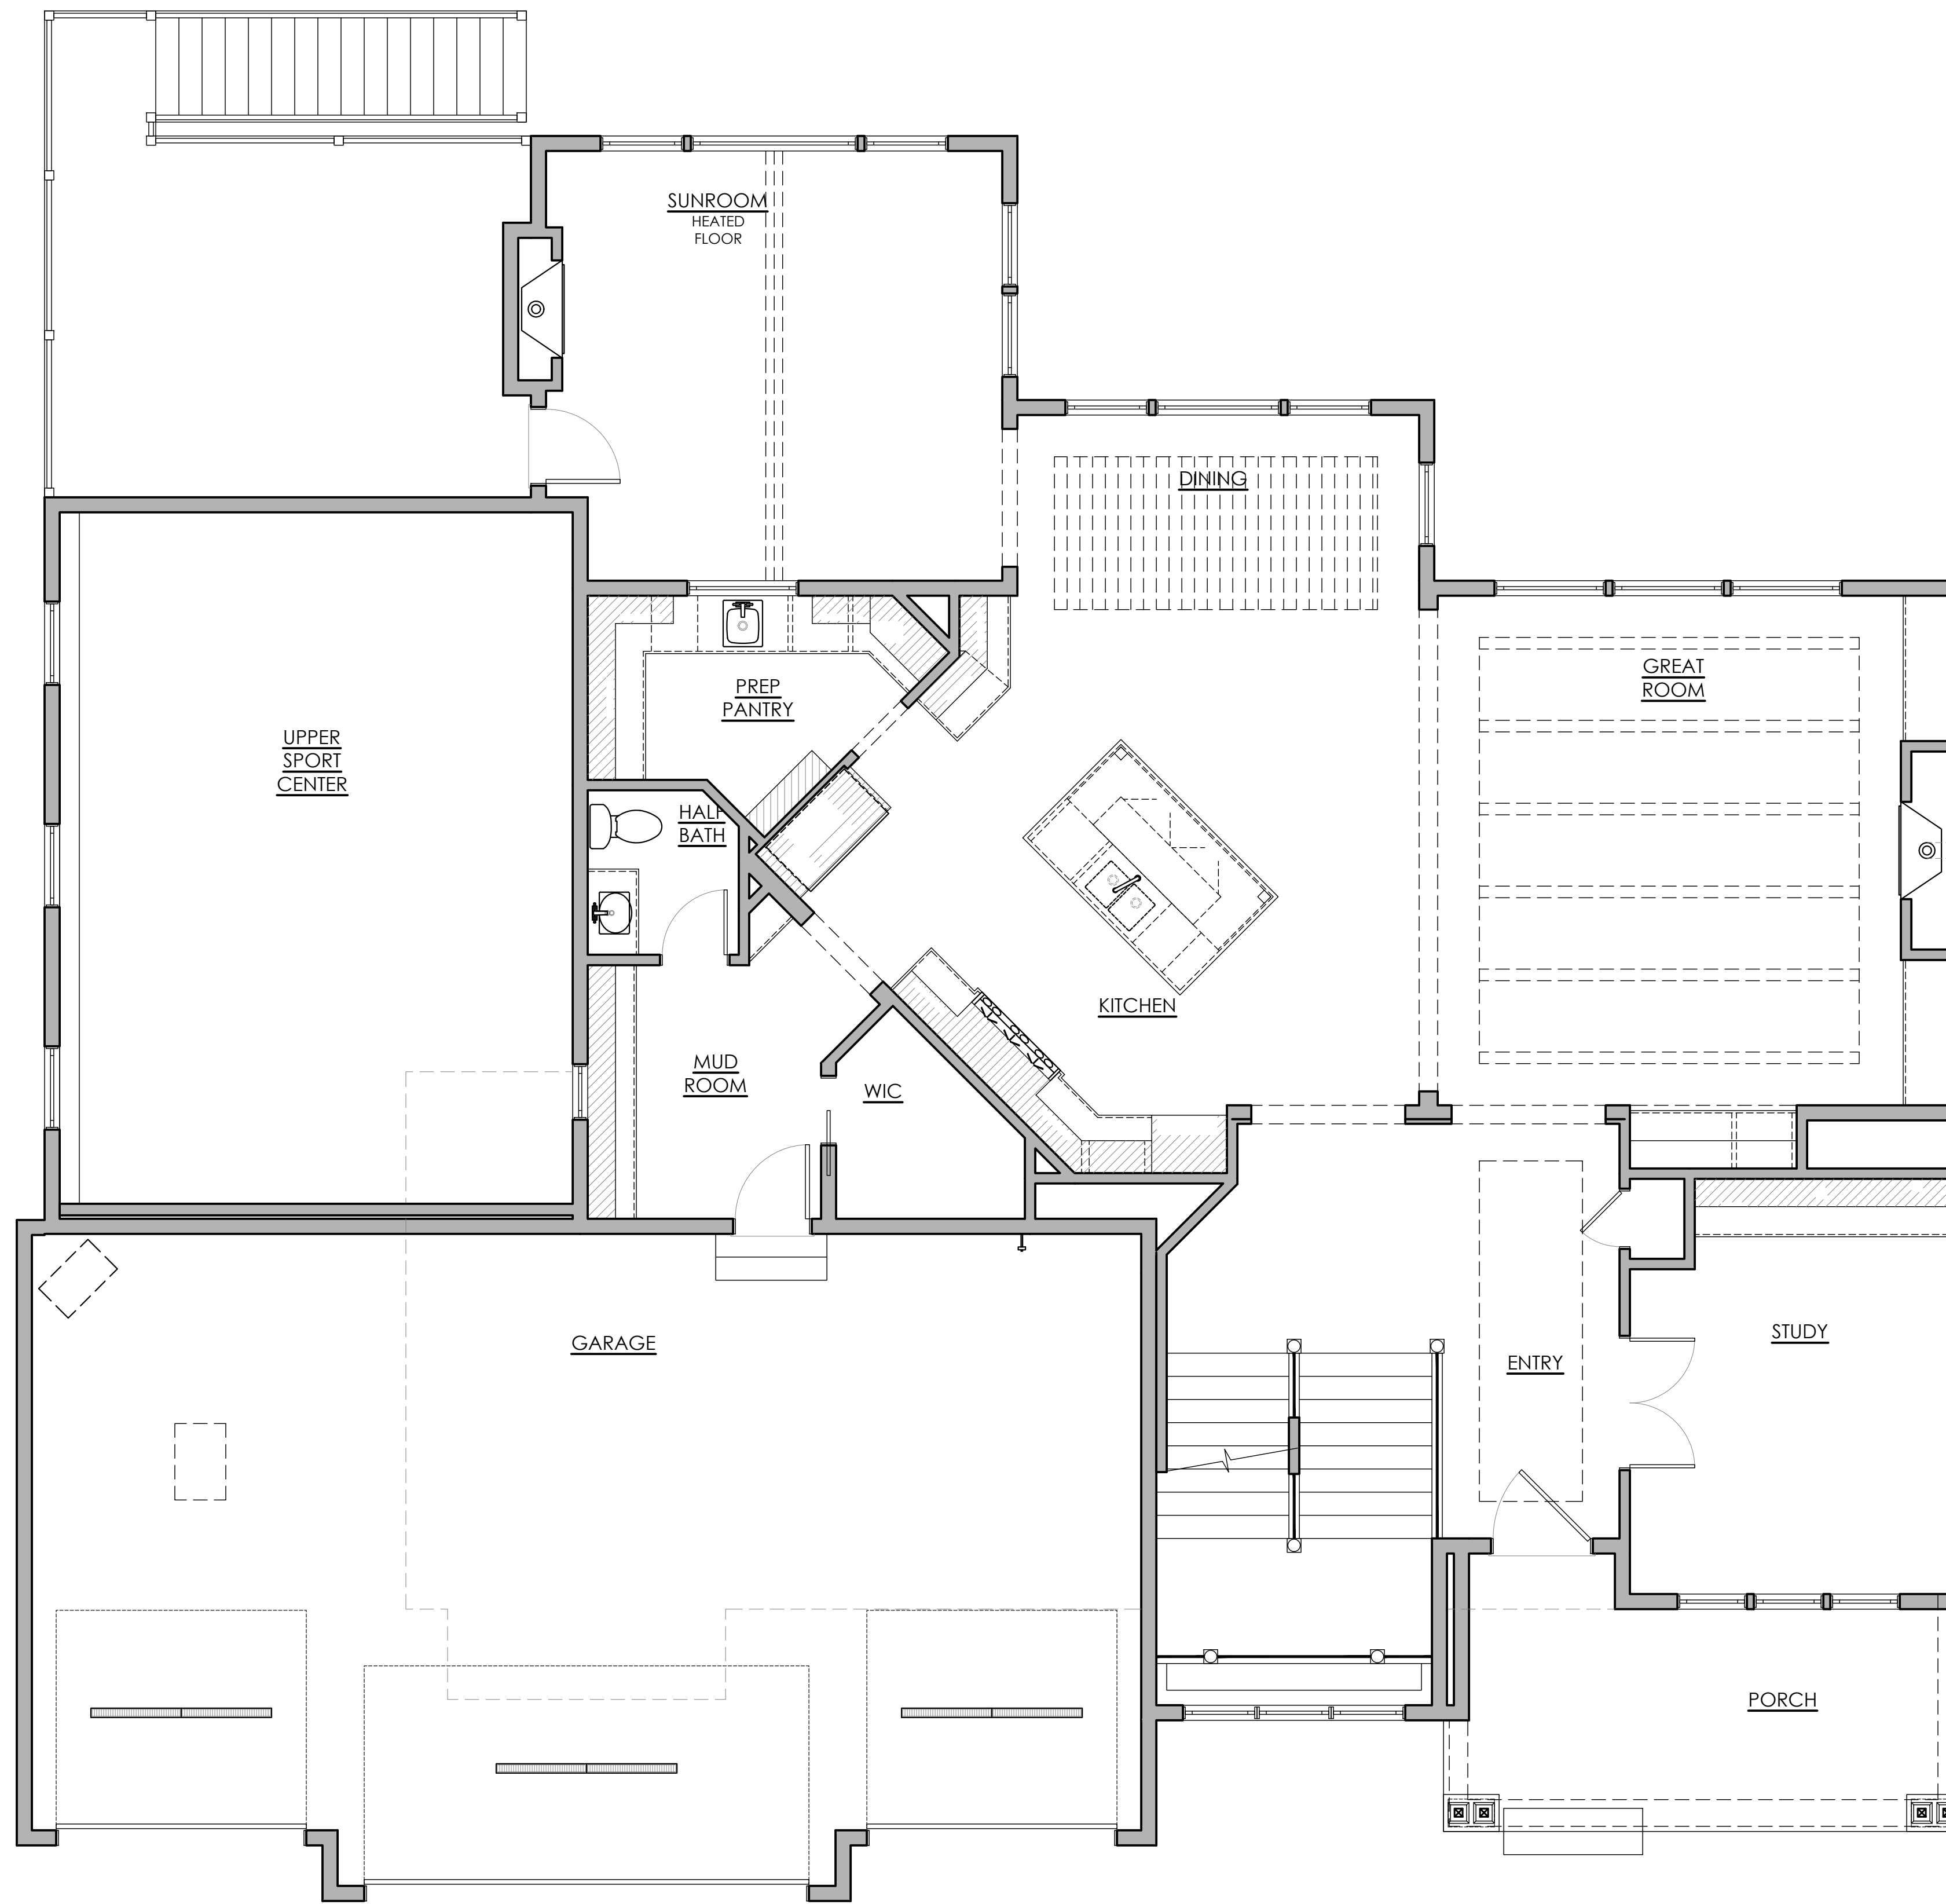 SUNROOM
HEATED
FLOOR
DINING
GREAT
ROOM
PREP
PANTRY
UPPER
SPORT
CENTER
HALF
BATH
KITCHEN
MUD
ROOM
WIC
GARAGE
ENTRY
STUDY
PORCH